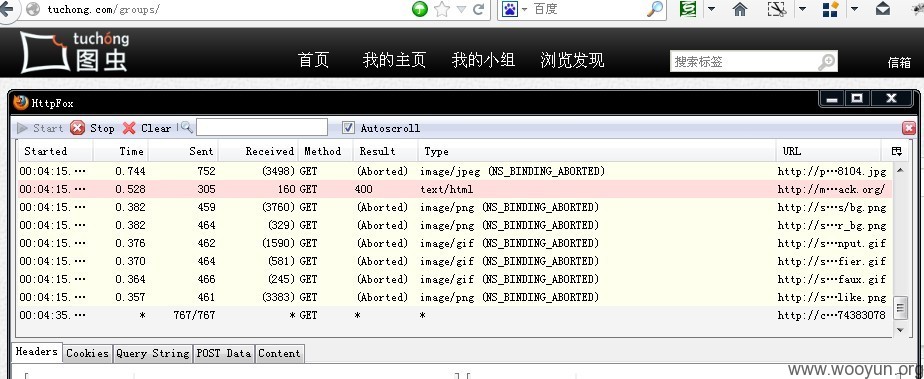 tuchong.com/groups/
百度
tuchóng
图虫
首页 我的主页 我的小组 浏览发现
搜索标签
信箱
HttpFox
Start Stop Clear Autoscroll
Started Time Sent Received Method Result Type URL
00:04:15.… 0.744 752 (3498) GET (Aborted) image/jpeg (NS_BINDING_ABORTED) http://p…8104.jpg
00:04:15.… 0.528 305 160 GET 400 text/html http://m…ack.org/
00:04:15.… 0.382 459 (3760) GET (Aborted) image/png (NS_BINDING_ABORTED) http://s…s/bg.png
00:04:15.… 0.382 464 (329) GET (Aborted) image/png (NS_BINDING_ABORTED) http://s…r_bg.png
00:04:15.… 0.376 462 (1590) GET (Aborted) image/gif (NS_BINDING_ABORTED) http://s…nput.gif
00:04:15.… 0.370 464 (581) GET (Aborted) image/gif (NS_BINDING_ABORTED) http://s…fier.gif
00:04:15.… 0.364 466 (245) GET (Aborted) image/gif (NS_BINDING_ABORTED) http://s…faux.gif
00:04:15.… 0.357 461 (3383) GET (Aborted) image/png (NS_BINDING_ABORTED) http://s…like.png
00:04:35.… * 767/767 * GET * * http://c…74383078
Headers Cookies Query String POST Data Content
www.wooyun.org